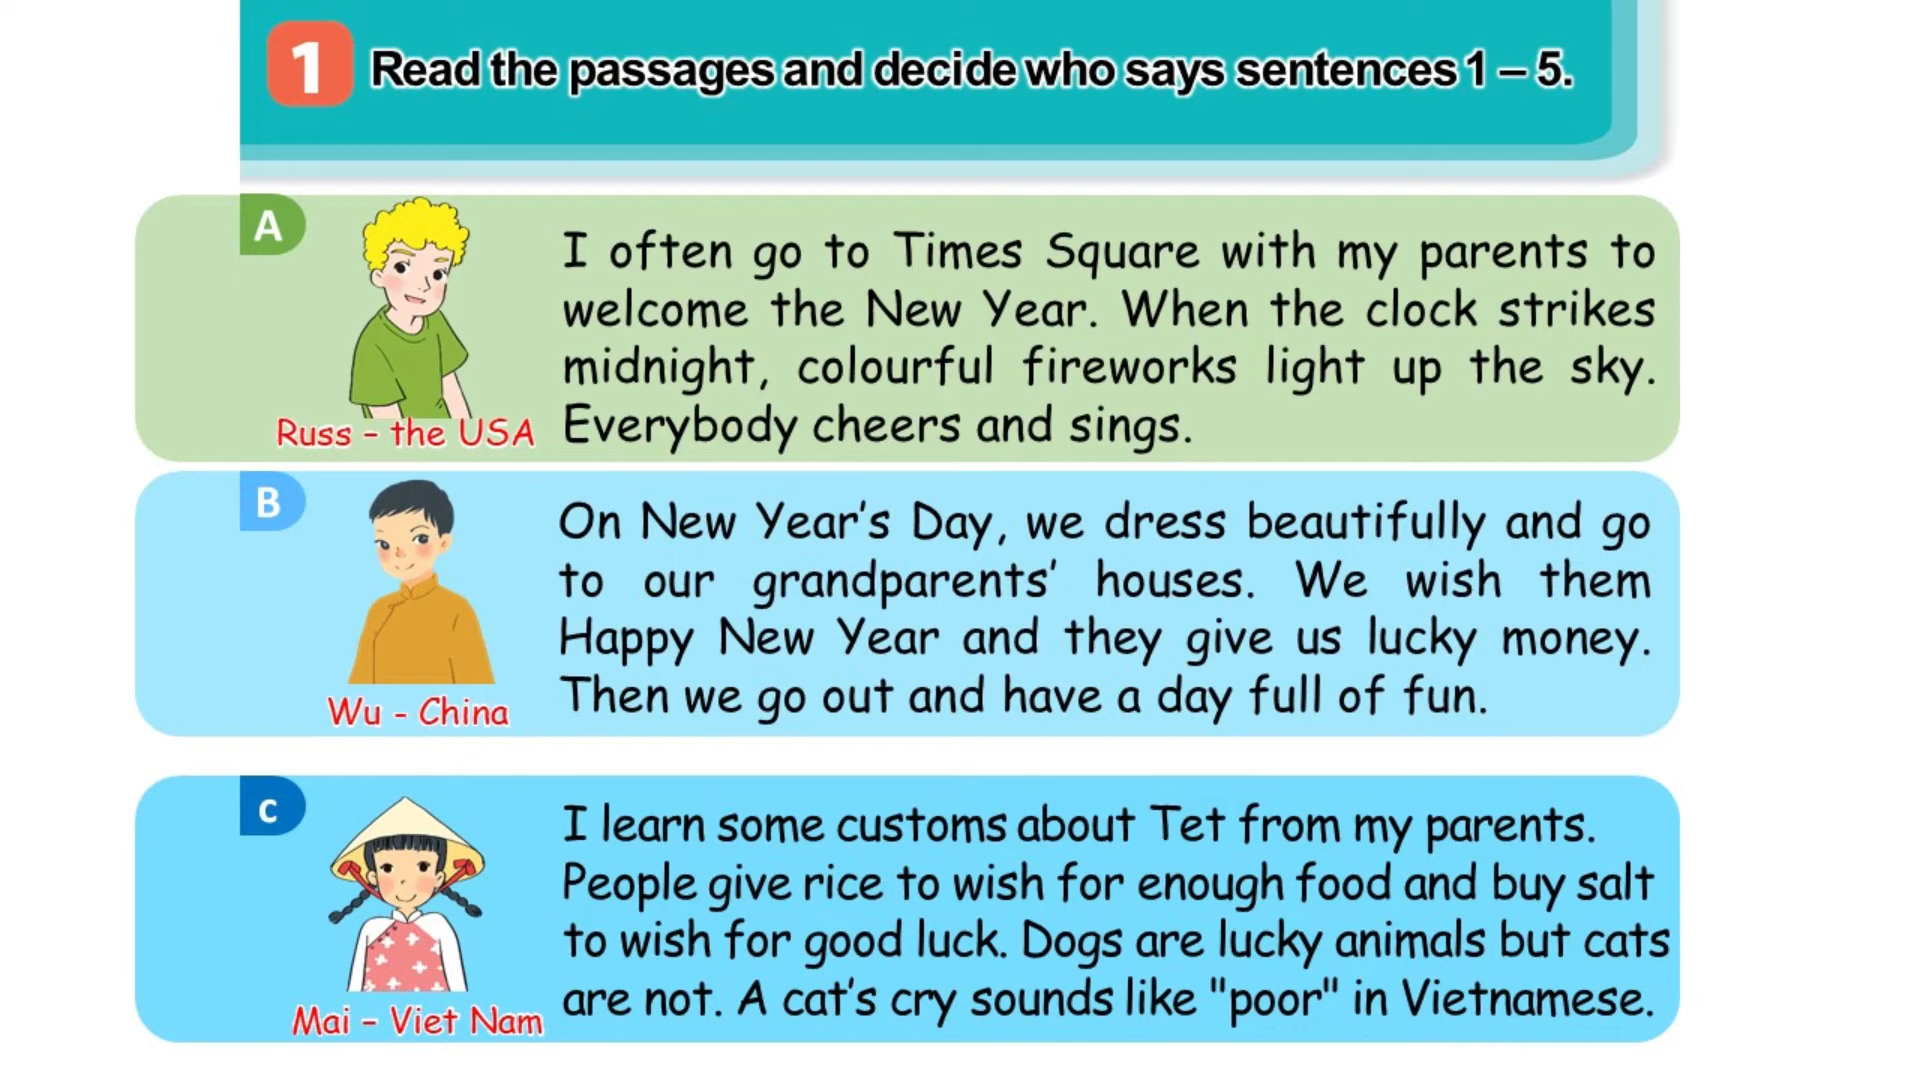 1 Read the passages and decide who says sentences 1 – 5.
A
I often go to Times Square with my parents to
welcome the New Year. When the clock strikes
midnight, colourful fireworks light up the sky.
Everybody cheers and sings.
Russ – the USA
B
On New Year's Day, we dress beautifully and go
to our grandparents' houses. We wish them
Happy New Year and they give us lucky money.
Then we go out and have a day full of fun.
Wu - China
c
I learn some customs about Tet from my parents.
People give rice to wish for enough food and buy salt
to wish for good luck. Dogs are lucky animals but cats
are not. A cat's cry sounds like "poor" in Vietnamese.
Mai – Viet Nam